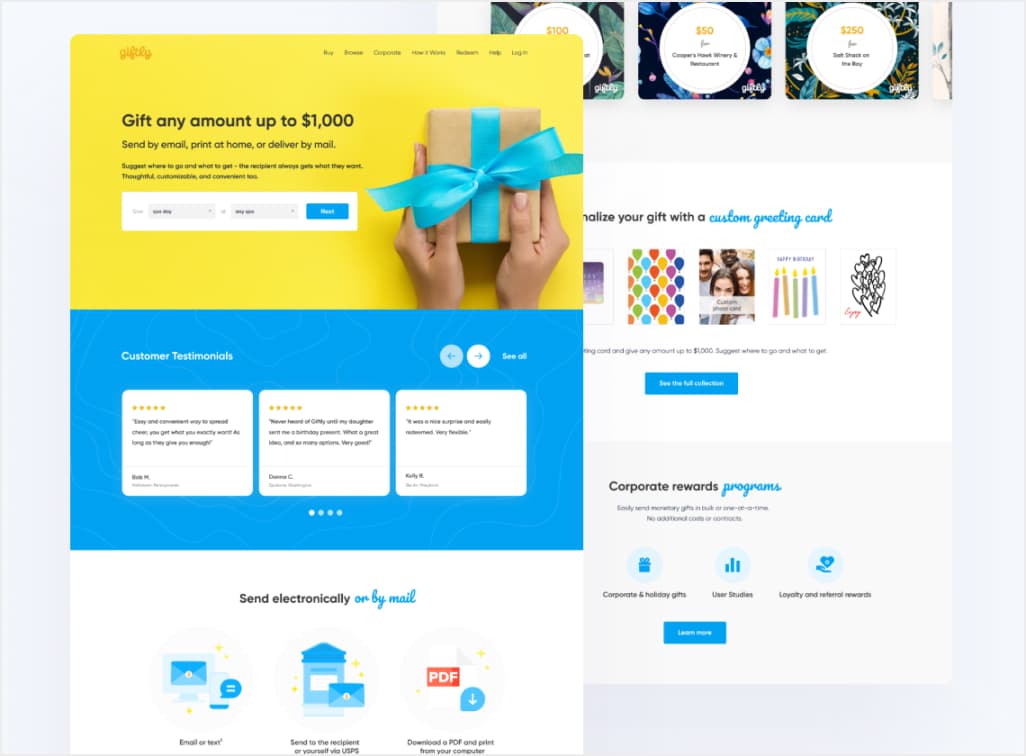 giftly
Buy Browse Corporate How it Works Redeem Help Log in
Gift any amount up to $1,000
Send by email, print at home, or deliver by mail.
Suggest where to go and what to get - the recipient always gets what they want.
Thoughtful, customizable, and convenient too.
Give spa day at any spa Next
Customer Testimonials
← → See all
"Easy and convenient way to spread
cheer, you get what you exactly want! As
long as they give you enough!"
Bob M.
"Never heard of Giftly until my daughter
sent me a birthday present. What a great
idea, and so many options. Very good!"
Donna C.
Spokane, Washington
"It was a nice surprise and easily
redeemed. Very flexible."
Kelly B.
Berlin, Maryland
Send electronically or by mail
PDF
Email or text²
Send to the recipient
or yourself via USPS
Download a PDF and print
from your computer
$100
for
giftly
$50
for
Cooper's Hawk Winery &
Restaurant
giftly
$250
for
Salt Shack on
the Bay
giftly
nalize your gift with a custom greeting card
Custom
photo card
HAPPY BIRTHDAY
Enjoy
ting card and give any amount up to $1,000. Suggest where to go and what to get.
See the full collection
Corporate rewards programs
Easily send monetary gifts in bulk or one-at-a-time.
No additional costs or contracts.
Corporate & holiday gifts
User Studies
Loyalty and referral rewards
Learn more